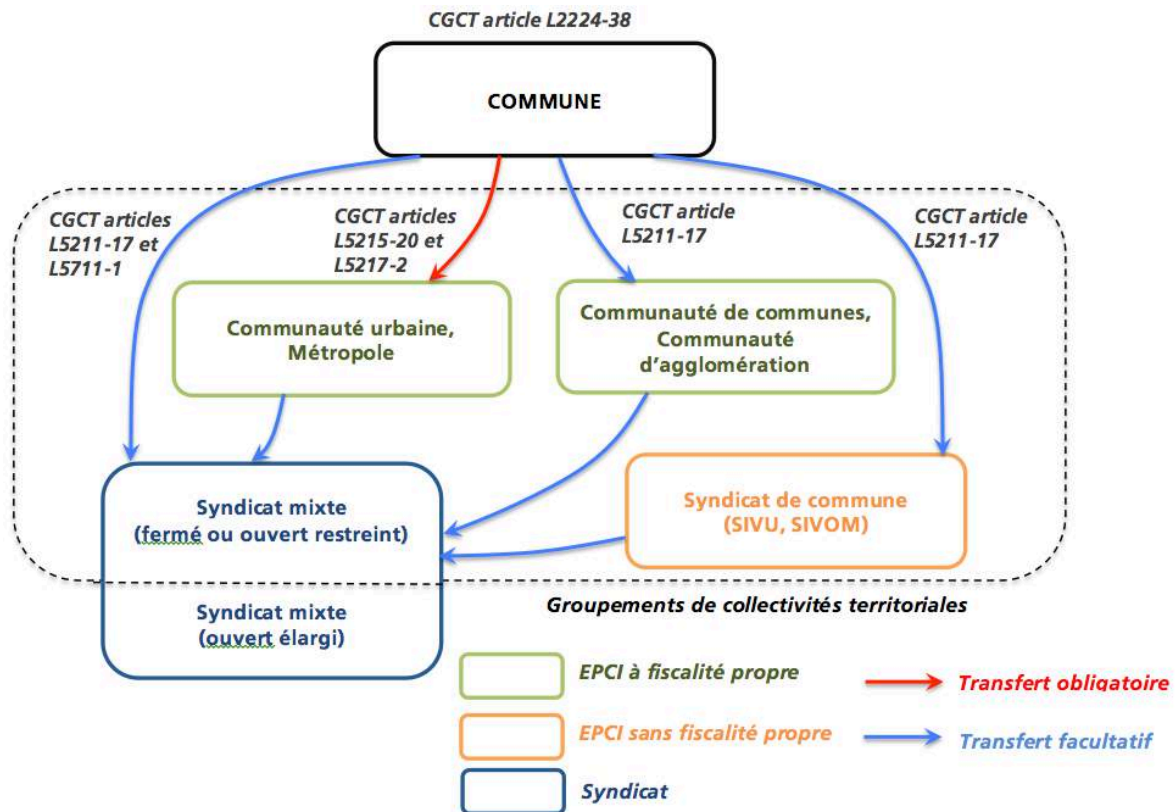 CGCT article L2224-38
COMMUNE
CGCT articles
L5211-17 et
L5711-1
CGCT articles
L5215-20 et
L5217-2
CGCT article
L5211-17
CGCT article
L5211-17
Communauté urbaine,
Métropole
Communauté de communes,
Communauté
d'agglomération
Syndicat mixte
(fermé ou ouvert restreint)
Syndicat de commune
(SIVU, SIVOM)
Syndicat mixte
(ouvert élargi)
Groupements de collectivités territoriales
EPCI à fiscalité propre
Transfert obligatoire
EPCI sans fiscalité propre
Transfert facultatif
Syndicat